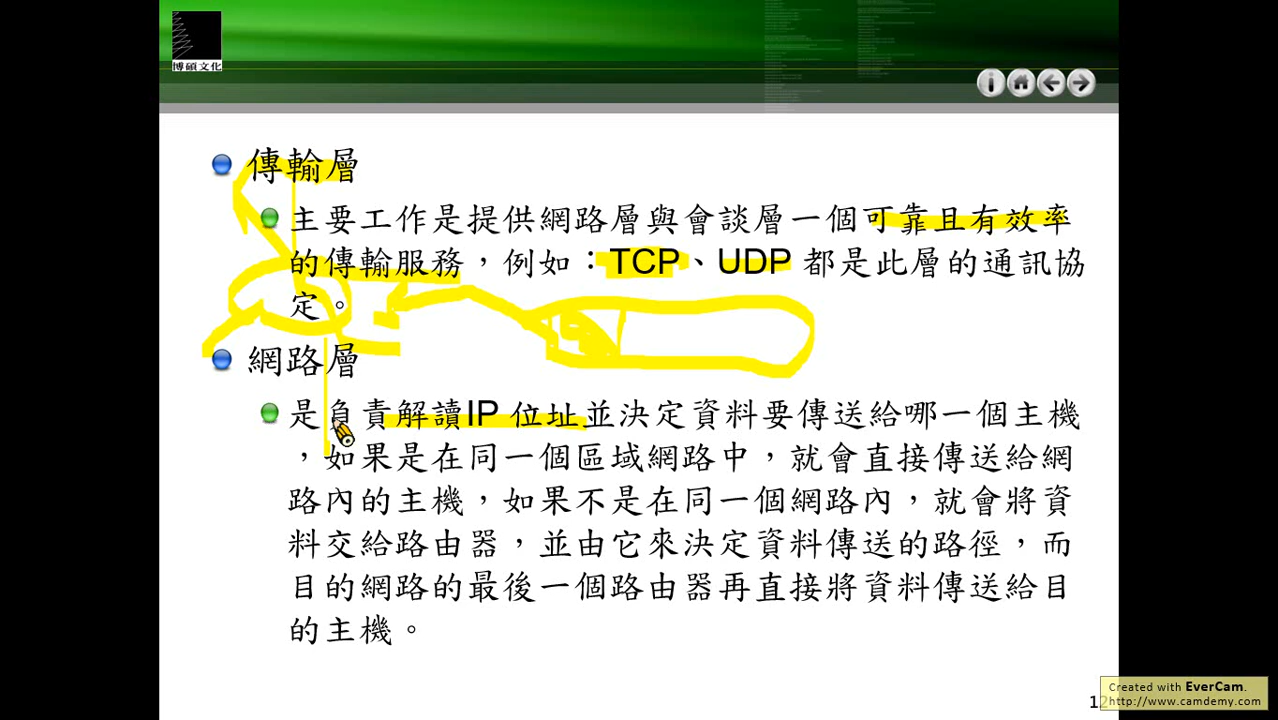 博碩文化
傳輸層
主要工作是提供網路層與會談層一個可靠且有效率
的傳輸服務，例如：TCP、UDP 都是此層的通訊協
定。
網路層
是負責解讀IP 位址並決定資料要傳送給哪一個主機
，如果是在同一個區域網路中，就會直接傳送給網
路內的主機，如果不是在同一個網路內，就會將資
料交給路由器，並由它來決定資料傳送的路徑，而
目的網路的最後一個路由器再直接將資料傳送給目
的主機。
Created with EverCam.
http://www.camdemy.com